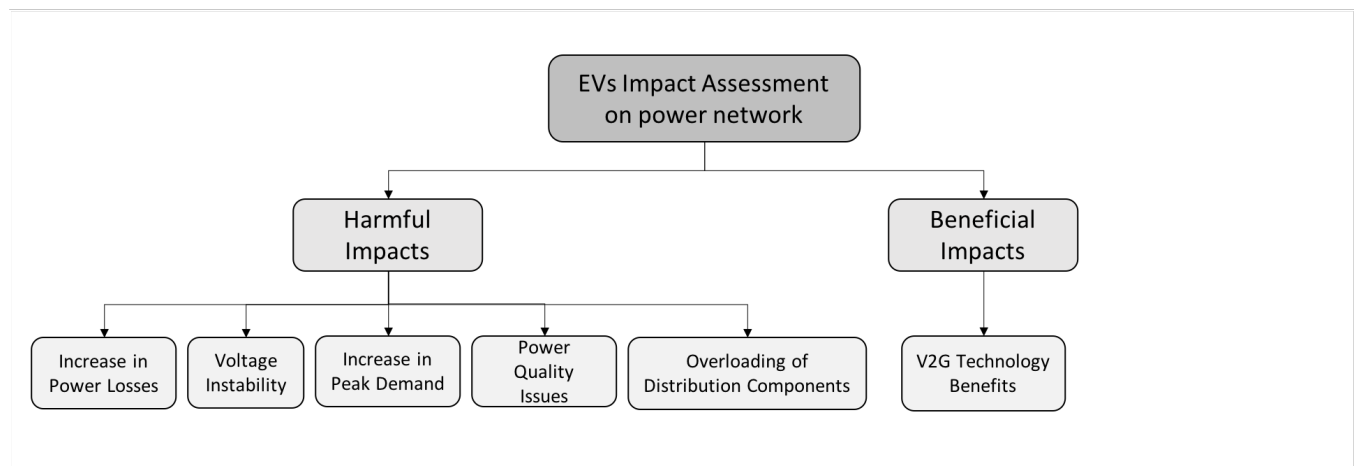 EVs Impact Assessment
on power network
Harmful
Impacts
Beneficial
Impacts
Increase in
Power Losses
Voltage
Instability
Increase in
Peak Demand
Power
Quality
Issues
Overloading of
Distribution Components
V2G Technology
Benefits